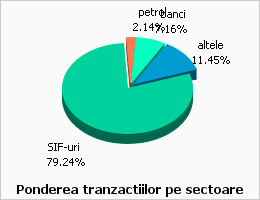 petrol
2.14%
banci
7.16%
altele
11.45%
SIF-uri
79.24%
Ponderea tranzactiilor pe sectoare